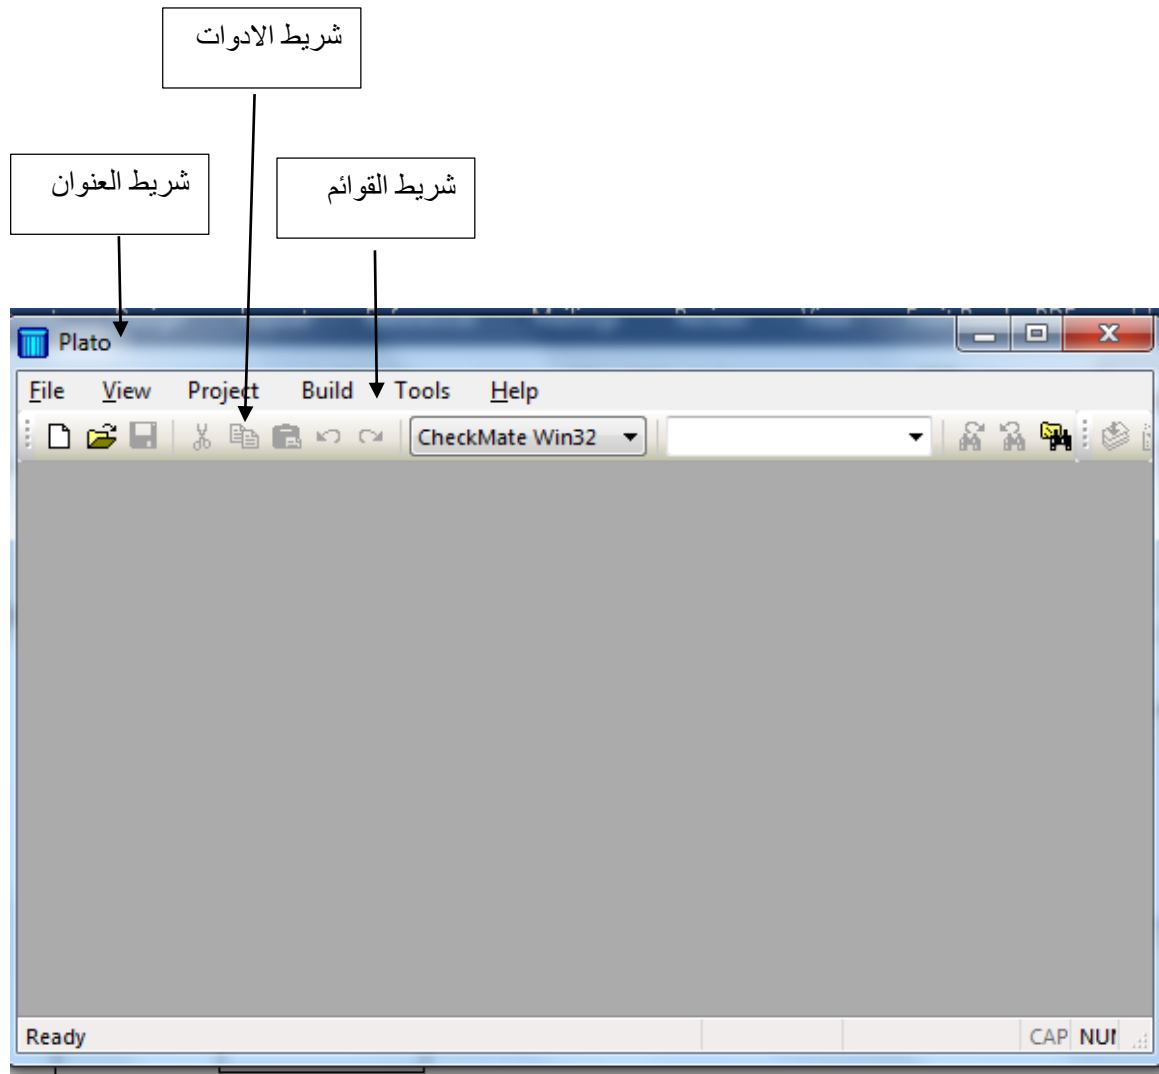 شريط الادوات
شريط العنوان
شريط القوائم
Plato
File View Project Build Tools Help
CheckMate Win32
Ready
CAP